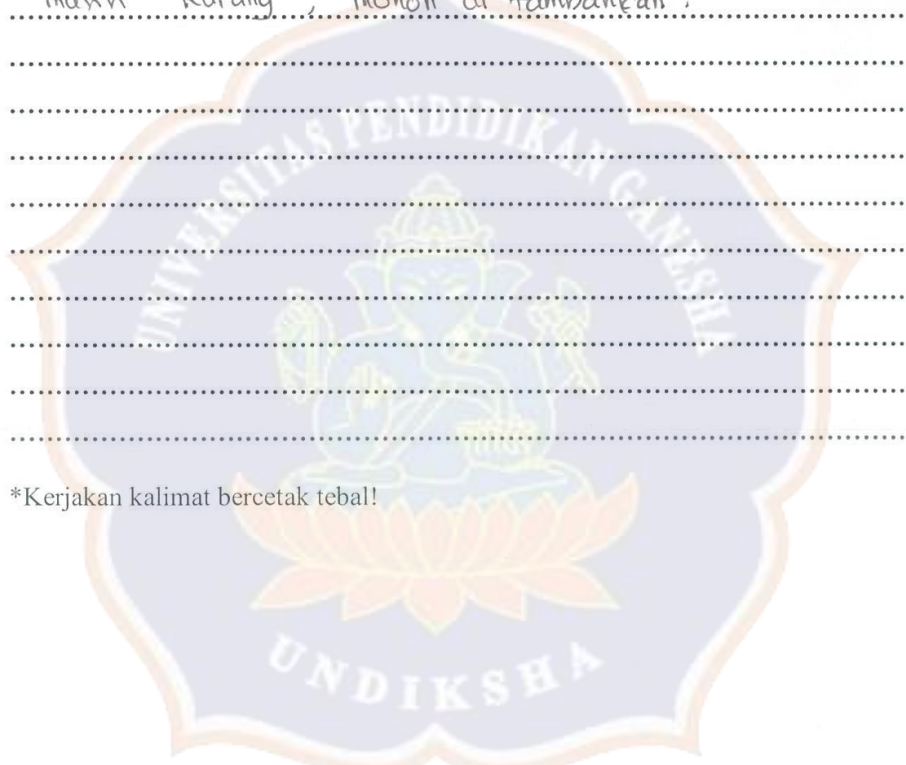 masih kurang, mohon di tambahkan.
UNIVERSITAS PENDIDIKAN GANESHA
*Kerjakan kalimat bercetak tebal!
UNDIKSHA